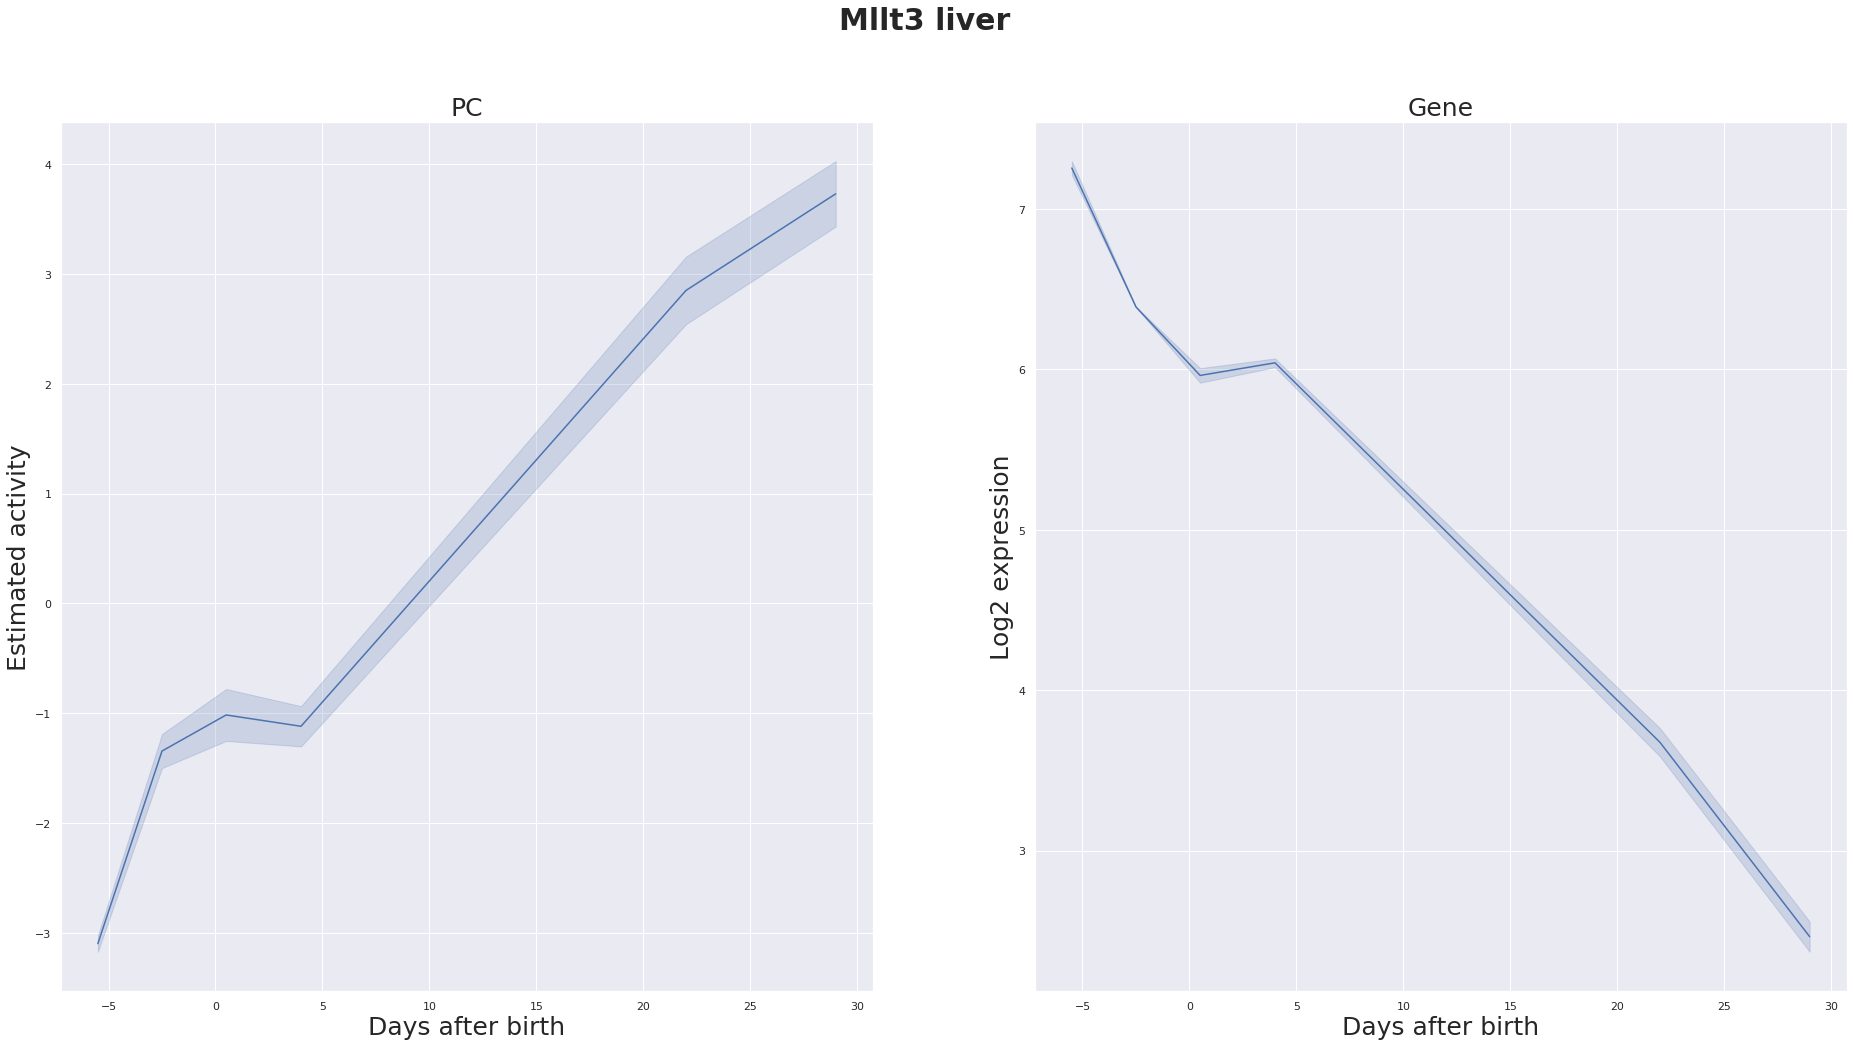 Mllt3 liver
PC
Estimated activity
4
3
2
1
0
−1
−2
−3
−5 0 5 10 15 20 25 30
Days after birth
Gene
Log2 expression
7
6
5
4
3
−5 0 5 10 15 20 25 30
Days after birth